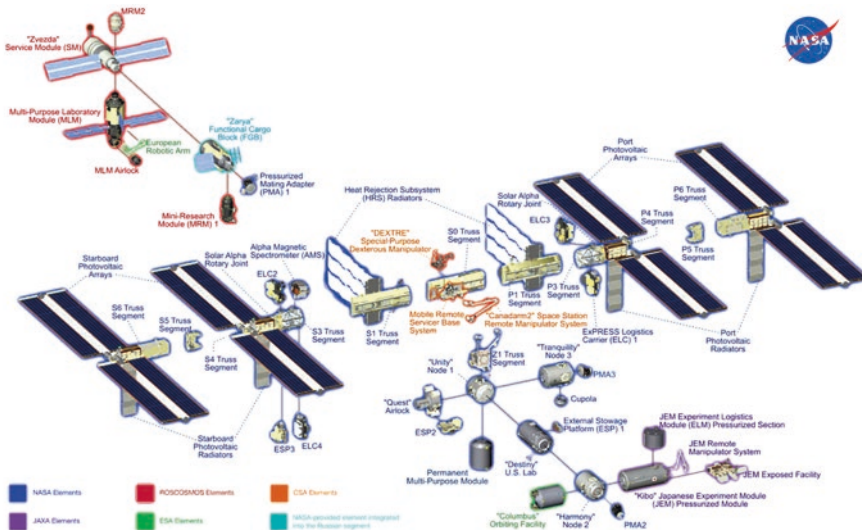 MRM2
"Zvezda"
Service Module (SM)
NASA
Multi-Purpose Laboratory
Module (MLM)
European
Robotic Arm
MLM Airlock
"Zarya"
Functional Cargo
Block (FGB)
Pressurized
Mating Adapter
(PMA) 1
Mini-Research
Module (MRM) 1
Port
Photovoltaic
Arrays
Heat Rejection Subsystem
(HRS) Radiators
Solar Alpha
Rotary Joint
ELC3
P4 Truss
Segment
P6 Truss
Segment
P5 Truss
Segment
"DEXTRE"
Special Purpose
Dexterous Manipulator
S0 Truss
Segment
P1 Truss
Segment
P3 Truss
Segment
Starboard
Photovoltaic
Arrays
Solar Alpha
Rotary Joint
Alpha Magnetic
Spectrometer (AMS)
ELC2
S6 Truss
Segment
S5 Truss
Segment
S4 Truss
Segment
S3 Truss
Segment
S1 Truss
Segment
Mobile Remote
Servicer Base
System
"Canadarm2" Space Station
Remote Manipulator System
ExPRESS Logistics
Carrier (ELC) 1
Port
Photovoltaic
Radiators
Starboard
Photovoltaic
Radiators
ESP3
ELC4
Z1 Truss
Segment
"Unity"
Node 1
"Tranquility"
Node 3
PMA3
Cupola
"Quest"
Airlock
ESP2
External Stowage
Platform (ESP) 1
Permanent
Multi-Purpose Module
"Destiny"
U.S. Lab
JEM Experiment Logistics
Module (ELM) Pressurized Section
JEM Remote
Manipulator System
JEM Exposed Facility
"Kibo" Japanese Experiment Module
(JEM) Pressurized Module
"Columbus"
Orbiting Facility
"Harmony"
Node 2
PMA2
NASA Elements
ROSCOSMOS Elements
CSA Elements
JAXA Elements
ESA Elements
NASA-provided element integrated
into the Russian segment